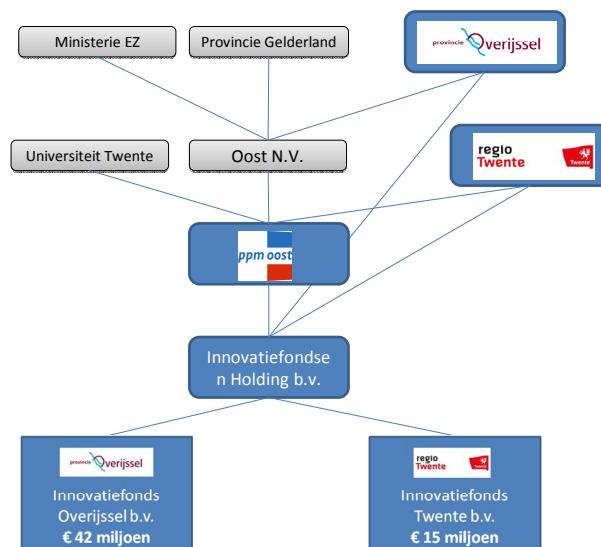 Ministerie EZ
Provincie Gelderland
provincie Overijssel
Universiteit Twente
Oost N.V.
regio
Twente
Twente
ppm oost
Innovatiefondse
n Holding b.v.
provincie Overijssel
Innovatiefonds
Overijssel b.v.
€ 42 miljoen
regio
Twente
Innovatiefonds
Twente b.v.
€ 15 miljoen